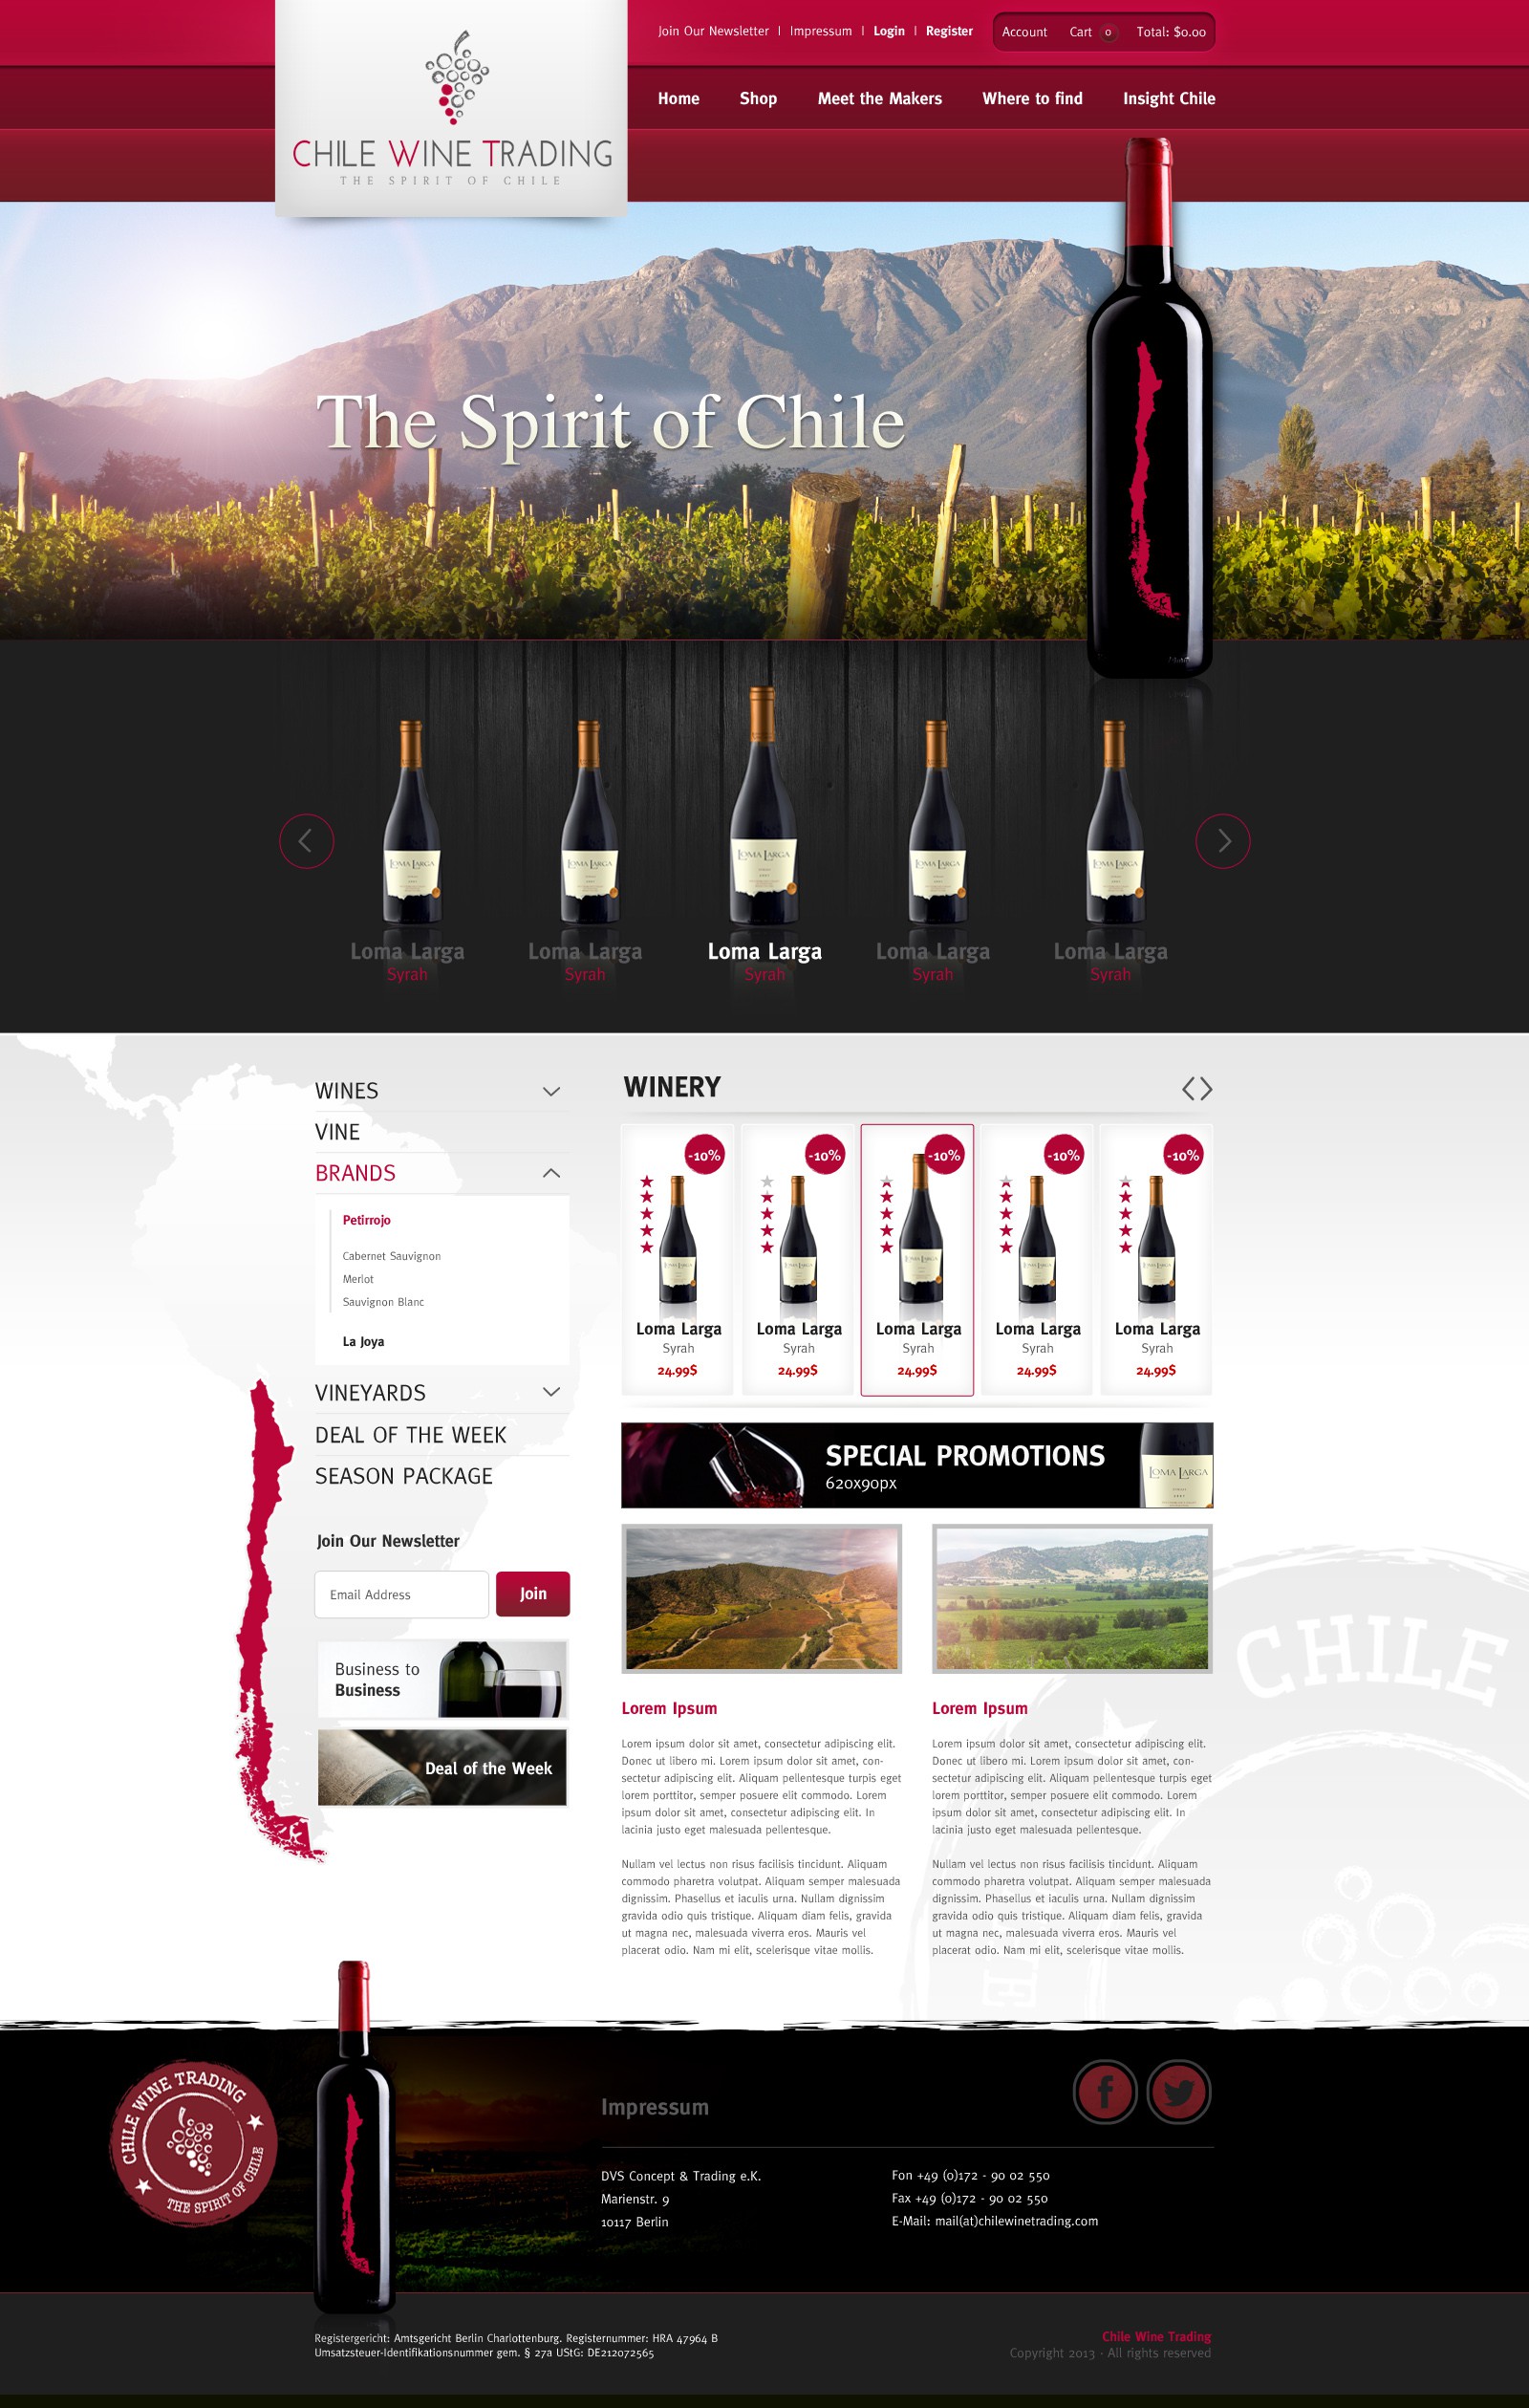 Join Our Newsletter | Impressum | Login | Register
Account Cart 0 Total: $0.00
CHILE WINE TRADING
THE SPIRIT OF CHILE
Home Shop Meet the Makers Where to find Insight Chile
The Spirit of Chile
LOMA LARGA LOMA LARGA LOMA LARGA LOMA LARGA LOMA LARGA
Loma Larga Loma Larga Loma Larga Loma Larga Loma Larga
Syrah Syrah Syrah Syrah Syrah
WINES
VINE
BRANDS
Petirrojo
Cabernet Sauvignon
Merlot
Sauvignon Blanc
La Joya
VINEYARDS
DEAL OF THE WEEK
SEASON PACKAGE
Join Our Newsletter
Email Address Join
Business to
Business
Deal of the Week
WINERY
-10% -10% -10% -10% -10%
Loma Larga Loma Larga Loma Larga Loma Larga Loma Larga
Syrah Syrah Syrah Syrah Syrah
24.99$ 24.99$ 24.99$ 24.99$ 24.99$
SPECIAL PROMOTIONS
620x90px
LOMA LARGA
Lorem Ipsum
Lorem ipsum dolor sit amet, consectetur adipiscing elit.
Donec ut libero mi. Lorem ipsum dolor sit amet, con-
sectetur adipiscing elit. Aliquam pellentesque turpis eget
lorem porttitor, semper posuere elit commodo. Lorem
ipsum dolor sit amet, consectetur adipiscing elit. In
lacinia justo eget malesuada pellentesque.
Nullam vel lectus non risus facilisis tincidunt. Aliquam
commodo pharetra volutpat. Aliquam semper malesuada
dignissim. Phasellus et iaculis urna. Nullam dignissim
gravida odio quis tristique. Aliquam diam felis, gravida
ut magna nec, malesuada viverra eros. Mauris vel
placerat odio. Nam mi elit, scelerisque vitae mollis.
Lorem Ipsum
Lorem ipsum dolor sit amet, consectetur adipiscing elit.
Donec ut libero mi. Lorem ipsum dolor sit amet, con-
sectetur adipiscing elit. Aliquam pellentesque turpis eget
lorem porttitor, semper posuere elit commodo. Lorem
ipsum dolor sit amet, consectetur adipiscing elit. In
lacinia justo eget malesuada pellentesque.
Nullam vel lectus non risus facilisis tincidunt. Aliquam
commodo pharetra volutpat. Aliquam semper malesuada
dignissim. Phasellus et iaculis urna. Nullam dignissim
gravida odio quis tristique. Aliquam diam felis, gravida
ut magna nec, malesuada viverra eros. Mauris vel
placerat odio. Nam mi elit, scelerisque vitae mollis.
CHILE
CHILE WINE TRADING
THE SPIRIT OF CHILE
Impressum
DVS Concept & Trading e.K.
Marienstr. 9
10117 Berlin
Fon +49 (0)172 - 90 02 550
Fax +49 (0)172 - 90 02 550
E-Mail: mail(at)chilewinetrading.com
Registergericht: Amtsgericht Berlin Charlottenburg. Registernummer: HRA 47964 B
Umsatzsteuer-Identifikationsnummer gem. § 27a UStG: DE212072565
Chile Wine Trading
Copyright 2013 · All rights reserved